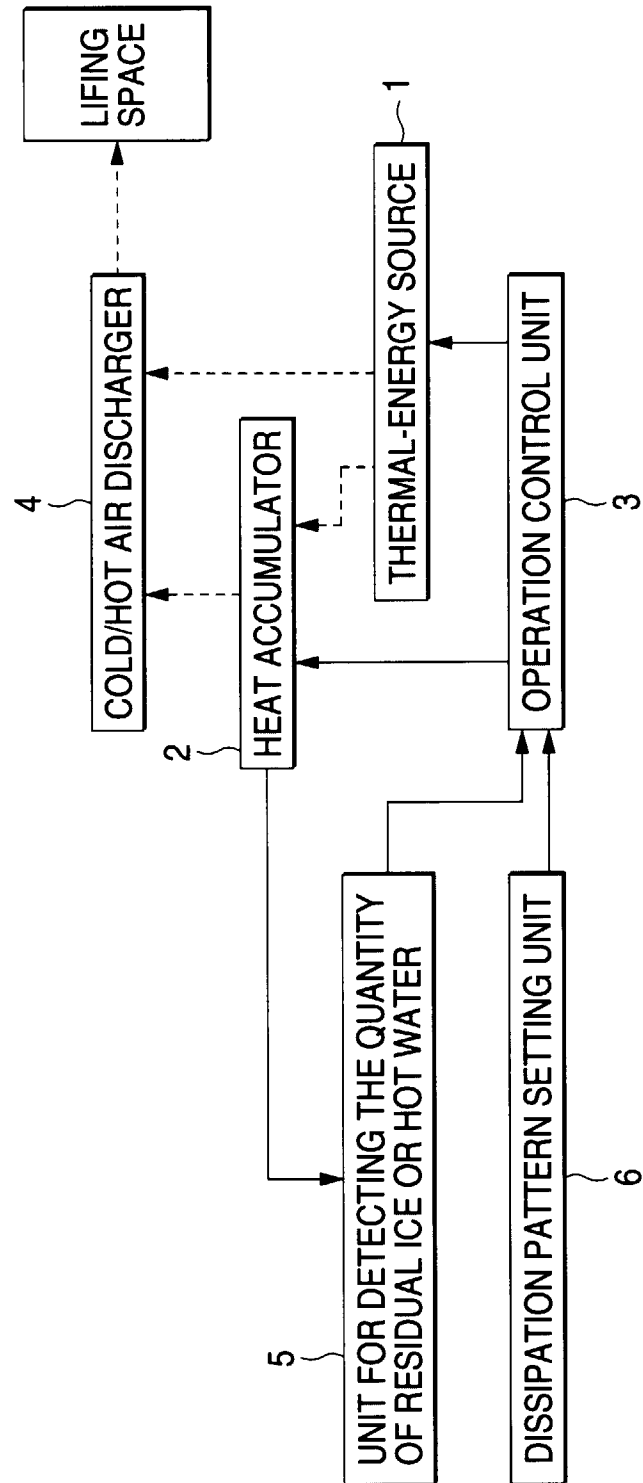 LIFING
SPACE
4
COLD/HOT AIR DISCHARGER
2
HEAT ACCUMULATOR
1
THERMAL-ENERGY SOURCE
5
UNIT FOR DETECTING THE QUANTITY
OF RESIDUAL ICE OR HOT WATER
OPERATION CONTROL UNIT
3
DISSIPATION PATTERN SETTING UNIT
6